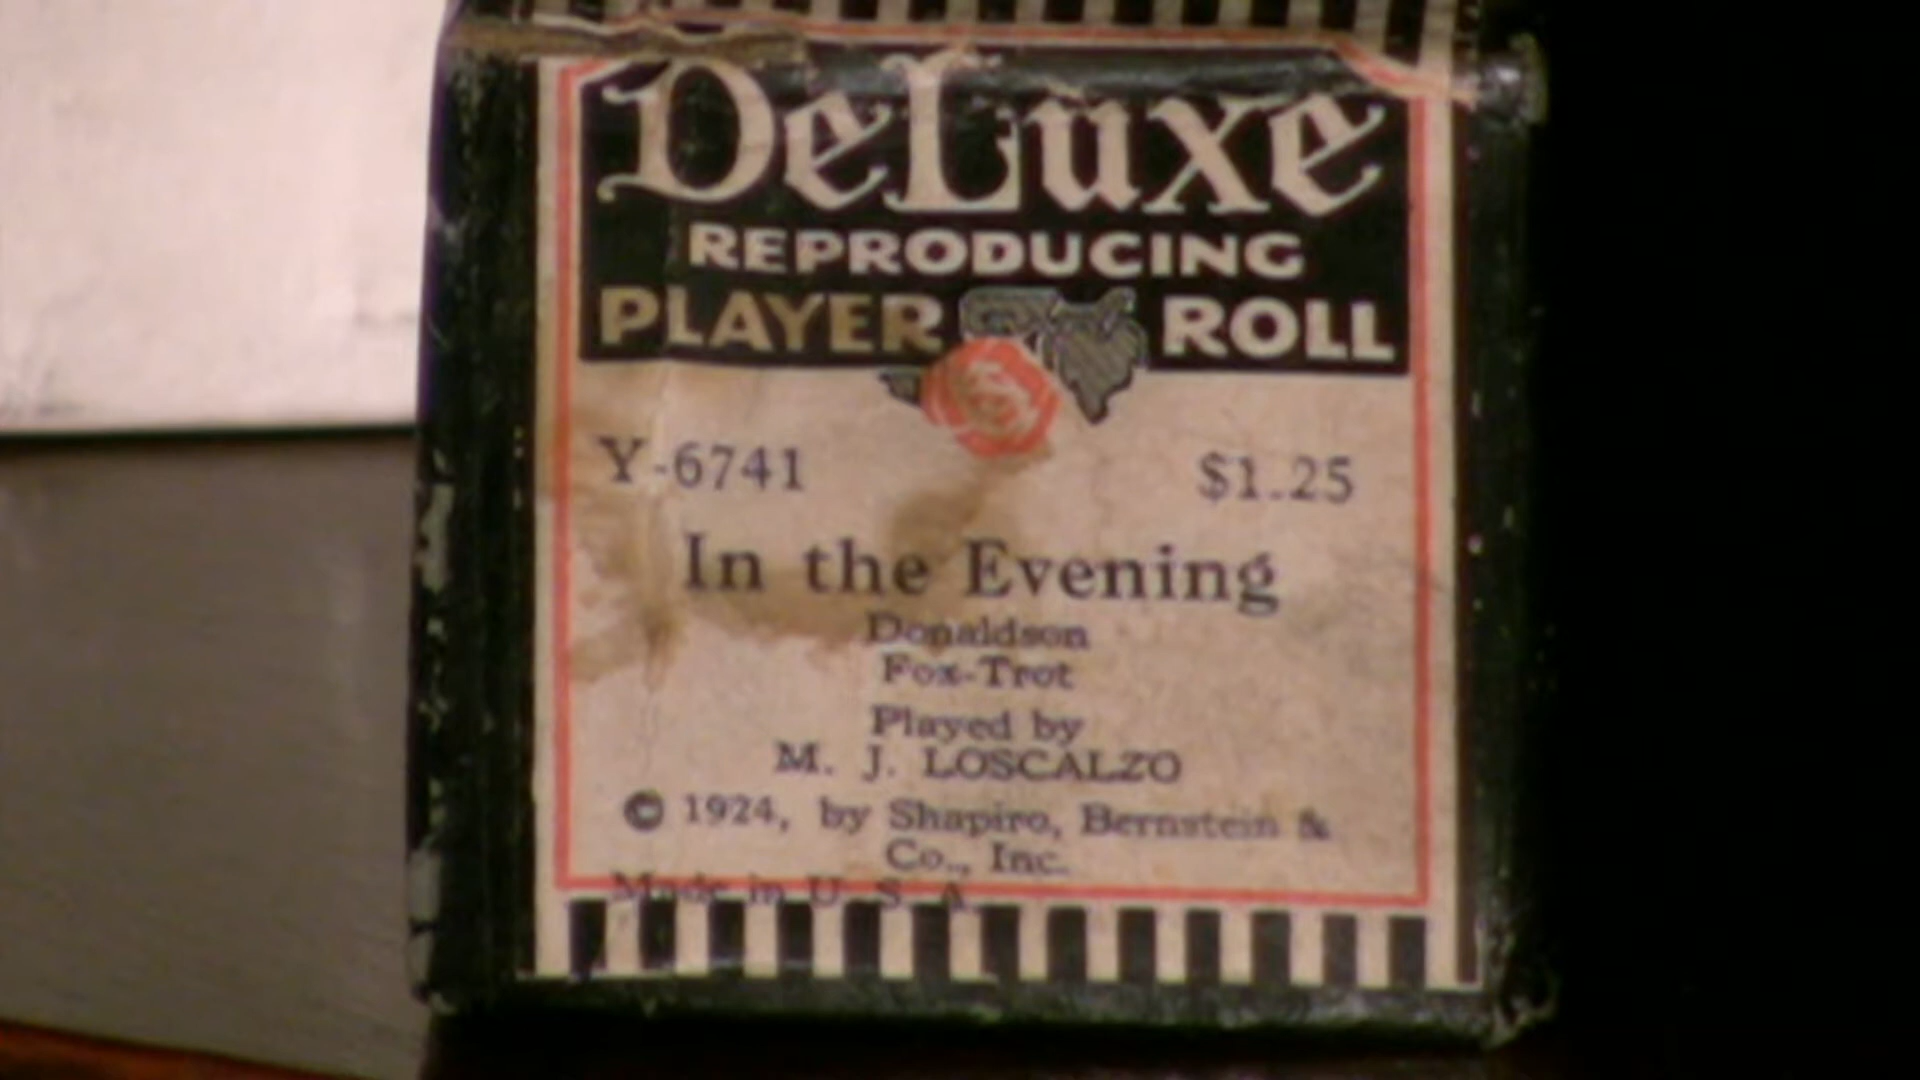 DeLuxe
REPRODUCING
PLAYER ROLL
Y-6741 $1.25
In the Evening
Donaldson
Fox-Trot
Played by
M. J. LOSCALZO
© 1924, by Shapiro, Bernstein &
Co., Inc.
Made in U. S. A.